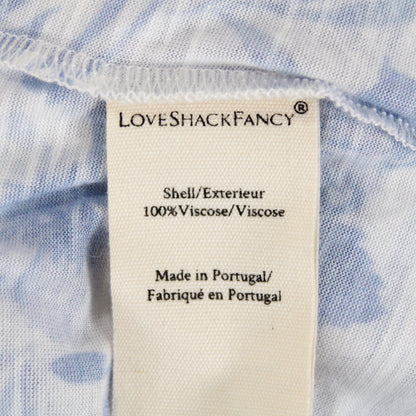 LOVESHACKFANCY®
Shell/Exterieur
100%Viscose/Viscose
Made in Portugal/
Fabriqué en Portugal